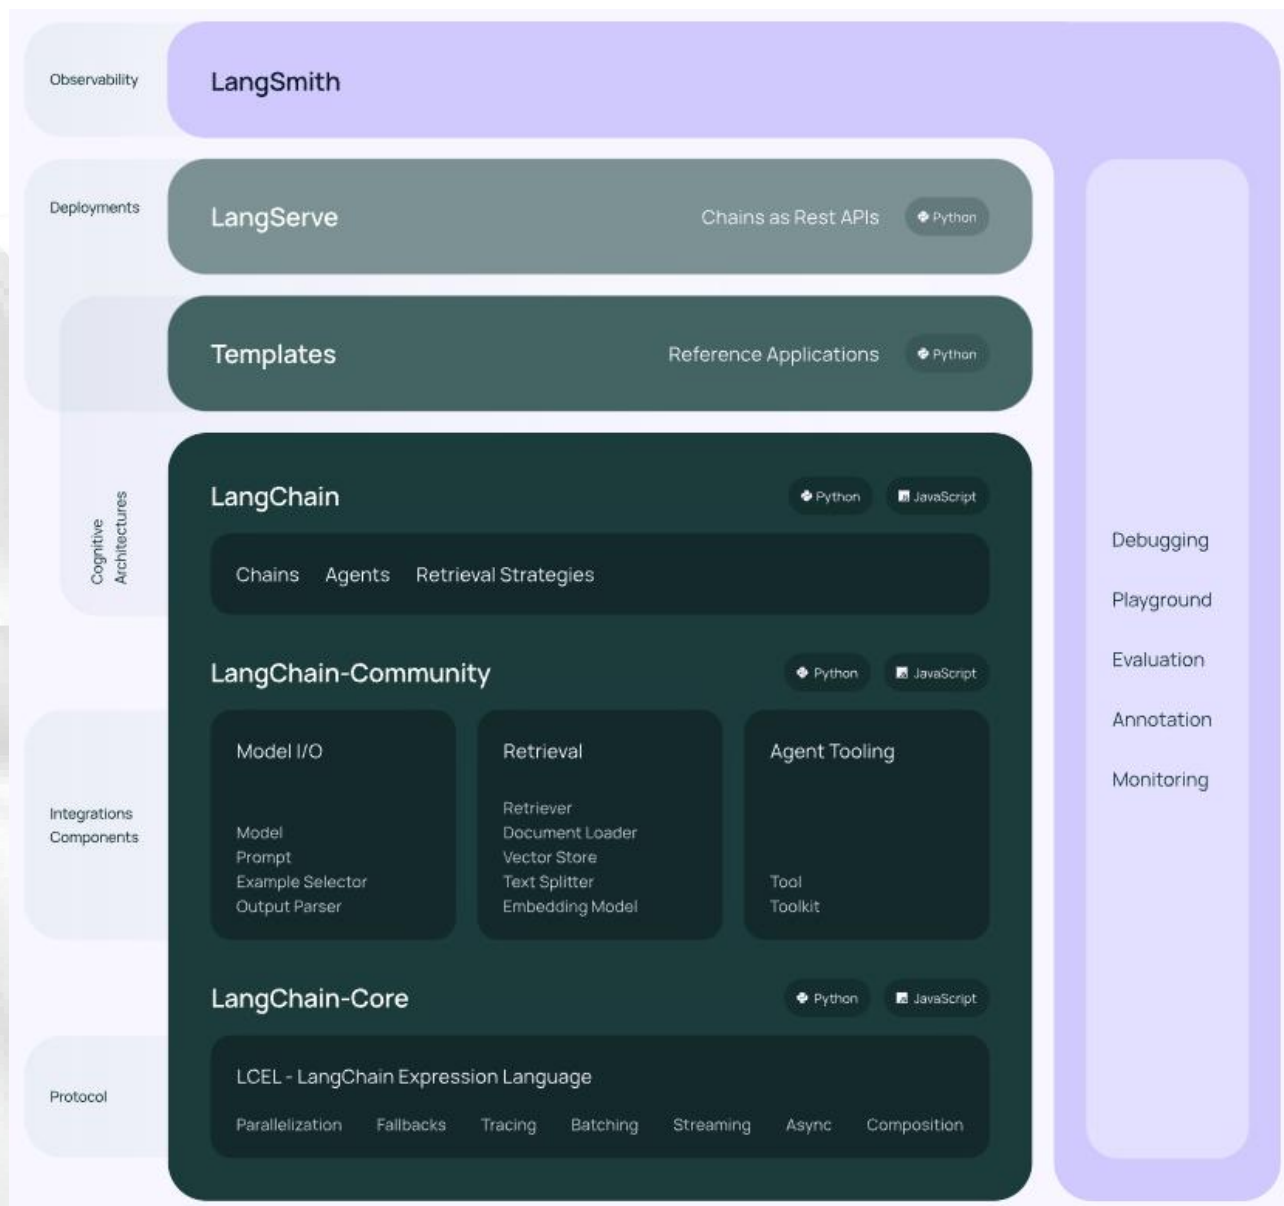 Observability
LangSmith
Deployments
LangServe
Chains as Rest APIs
Python
Templates
Reference Applications
Python
Cognitive
Architectures
LangChain
Python
JavaScript
Chains Agents Retrieval Strategies
LangChain-Community
Python
JavaScript
Integrations
Components
Model I/O
Model
Prompt
Example Selector
Output Parser
Retrieval
Retriever
Document Loader
Vector Store
Text Splitter
Embedding Model
Agent Tooling
Tool
Toolkit
LangChain-Core
Python
JavaScript
Protocol
LCEL - LangChain Expression Language
Parallelization Fallbacks Tracing Batching Streaming Async Composition
Debugging
Playground
Evaluation
Annotation
Monitoring